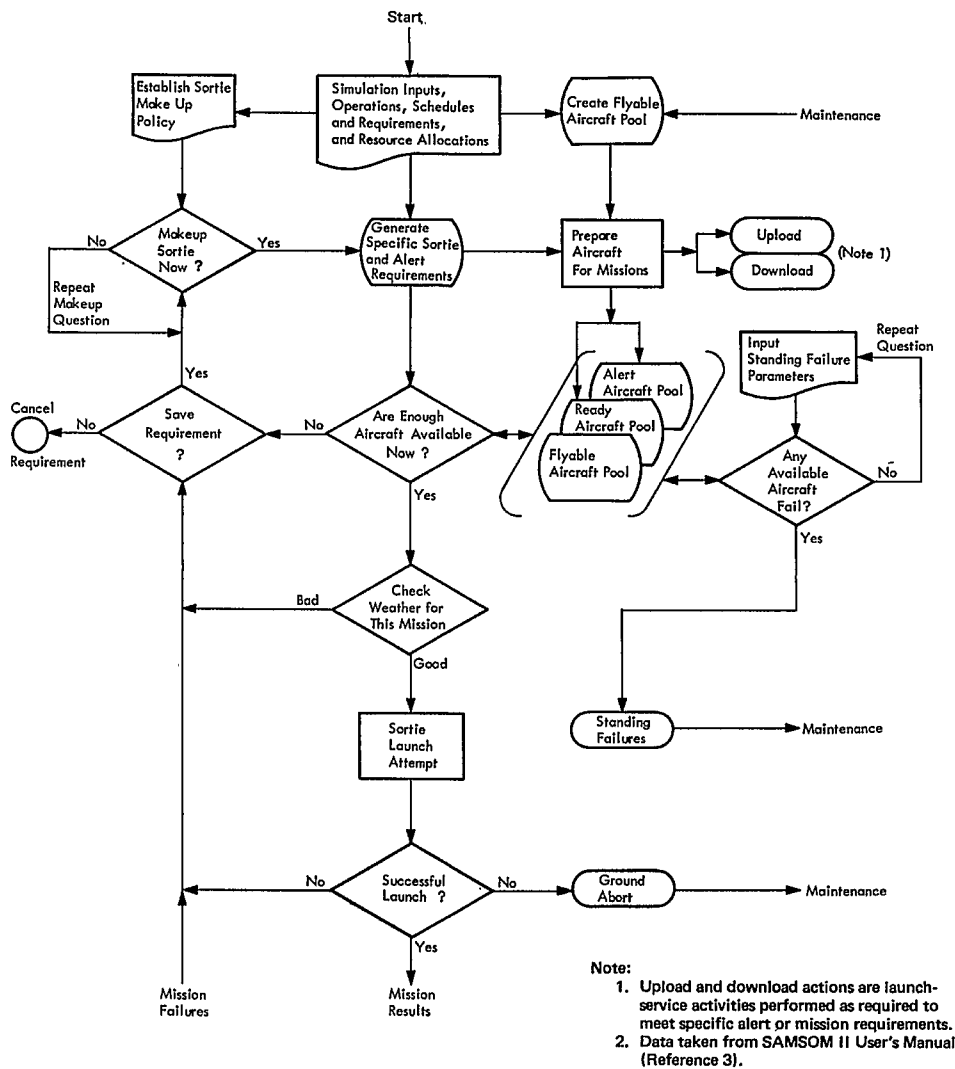 Start
Establish Sortie
Make Up
Policy
Simulation Inputs,
Operations, Schedules
and Requirements,
and Resource Allocations
Create Flyable
Aircraft Pool
Maintenance
No
Makeup
Sortie
Now ?
Yes
Generate
Specific Sortie
and Alert
Requirements
Prepare
Aircraft
For Missions
Upload
Download
(Note 1)
Repeat
Makeup
Question
Yes
Input
Standing Failure
Parameters
Repeat
Question
Alert
Aircraft Pool
Ready
Aircraft Pool
Flyable
Aircraft Pool
Cancel
Requirement
No
Save
Requirement
?
No
Are Enough
Aircraft Available
Now ?
Yes
Any
Available
Aircraft
Fail?
No
Yes
Bad
Check
Weather for
This Mission
Good
Sortie
Launch
Attempt
Standing
Failures
Maintenance
No
Successful
Launch ?
No
Ground
Abort
Maintenance
Yes
Mission
Failures
Mission
Results
Note:
1. Upload and download actions are launch-
service activities performed as required to
meet specific alert or mission requirements.
2. Data taken from SAMSOM II User's Manual
(Reference 3).